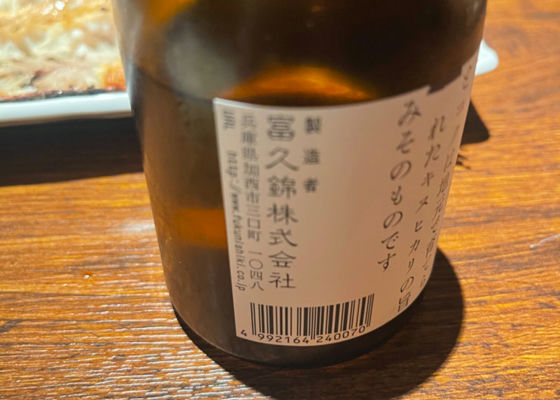 れたキヌヒカリの旨
みそのものです
製造者
富久錦株式会社
兵庫県加西市三口町一〇四八
URL http://www.fukunishiki.co.jp
4 992164 240070